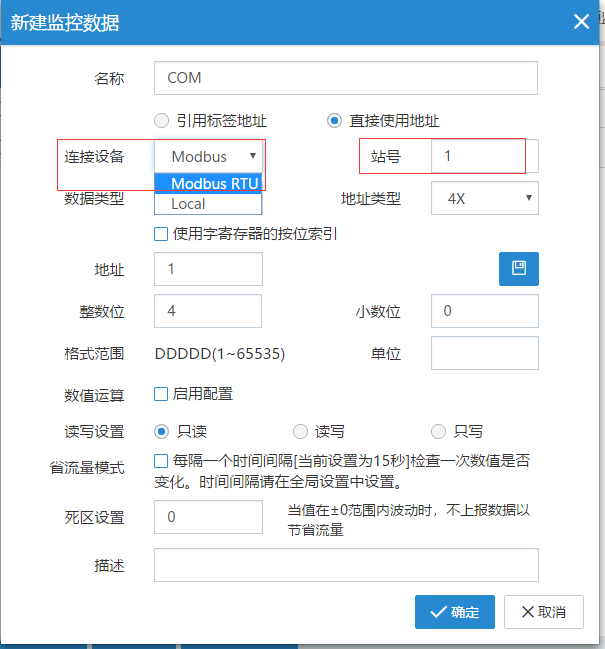 新建监控数据
名称 COM
引用标签地址 直接使用地址
连接设备 Modbus 站号 1
Modbus RTU
数据类型 Local 地址类型 4X
使用字寄存器的按位索引
地址 1
整数位 4 小数位 0
格式范围 DDDDD(1~65535) 单位
数值运算 启用配置
读写设置 只读 读写 只写
省流量模式 每隔一个时间间隔[当前设置为15秒]检查一次数值是否
变化。时间间隔请在全局设置中设置。
死区设置 0 当值在±0范围内波动时，不上报数据以
节省流量
描述
确定 取消